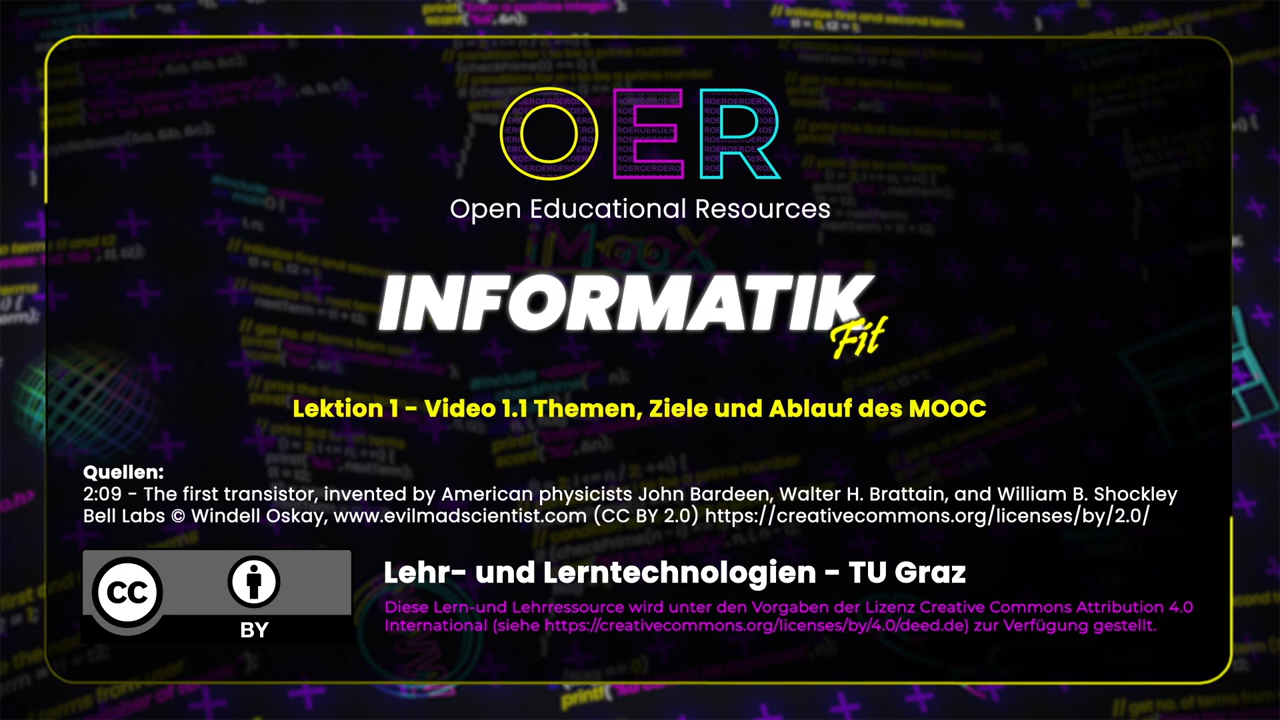 OER
Open Educational Resources
iMooX
INFORMATIK
Fit
Lektion 1 - Video 1.1 Themen, Ziele und Ablauf des MOOC
Quellen:
2:09 - The first transistor, invented by American physicists John Bardeen, Walter H. Brattain, and William B. Shockley
Bell Labs © Windell Oskay, www.evilmadscientist.com (CC BY 2.0) https://creativecommons.org/licenses/by/2.0/
CC
BY
Lehr- und Lerntechnologien - TU Graz
Diese Lern-und Lehrressource wird unter den Vorgaben der Lizenz Creative Commons Attribution 4.0
International (siehe https://creativecommons.org/licenses/by/4.0/deed.de) zur Verfügung gestellt.